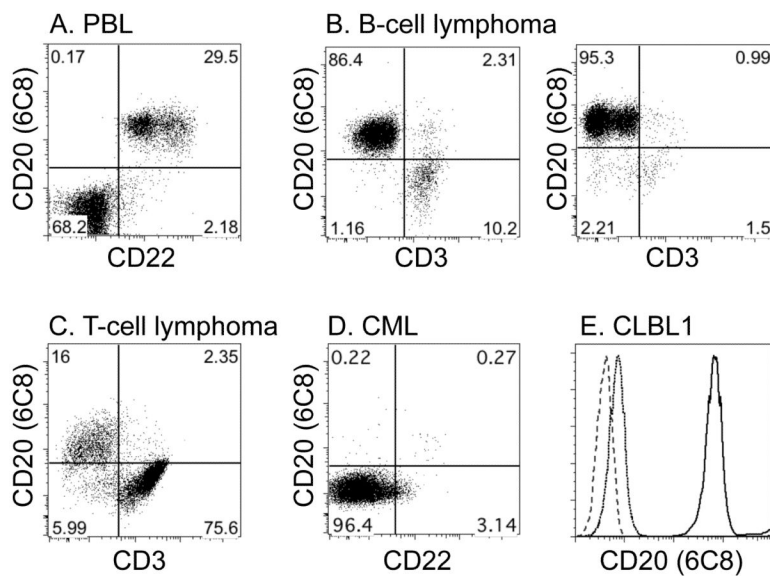 A. PBL
B. B-cell lymphoma
0.17 29.5
86.4 2.31
95.3 0.99
CD20 (6C8)
CD20 (6C8)
CD20 (6C8)
68.2 2.18
1.16 10.2
2.21 1.5
CD22
CD3
CD3
C. T-cell lymphoma
D. CML
E. CLBL1
16 2.35
0.22 0.27
CD20 (6C8)
CD20 (6C8)
5.99 75.6
96.4 3.14
CD3
CD22
CD20 (6C8)